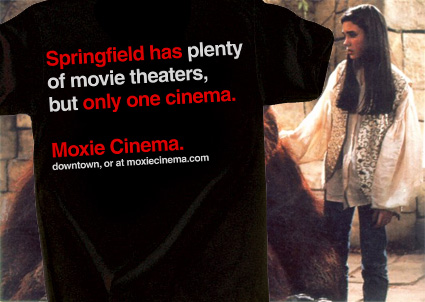 Springfield has plenty
of movie theaters,
but only one cinema.
Moxie Cinema.
downtown, or at moxiecinema.com